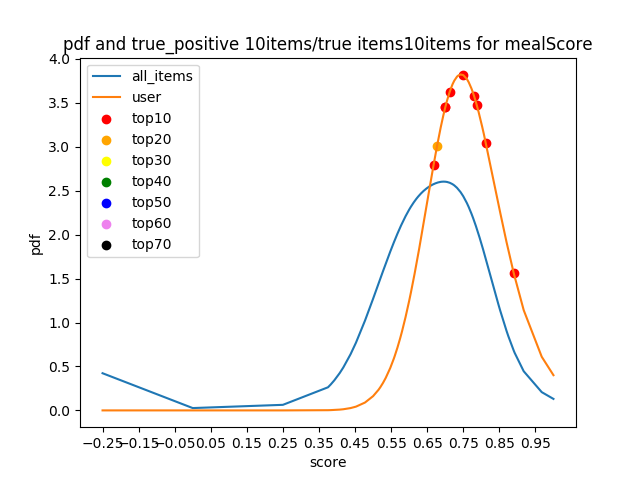 pdf and true_positive 10items/true items10items for mealScore
all_items
user
top10
top20
top30
top40
top50
top60
top70
4.0
3.5
3.0
2.5
2.0
1.5
1.0
0.5
0.0
pdf
−0.25 −0.15 −0.05 0.05 0.15 0.25 0.35 0.45 0.55 0.65 0.75 0.85 0.95
score